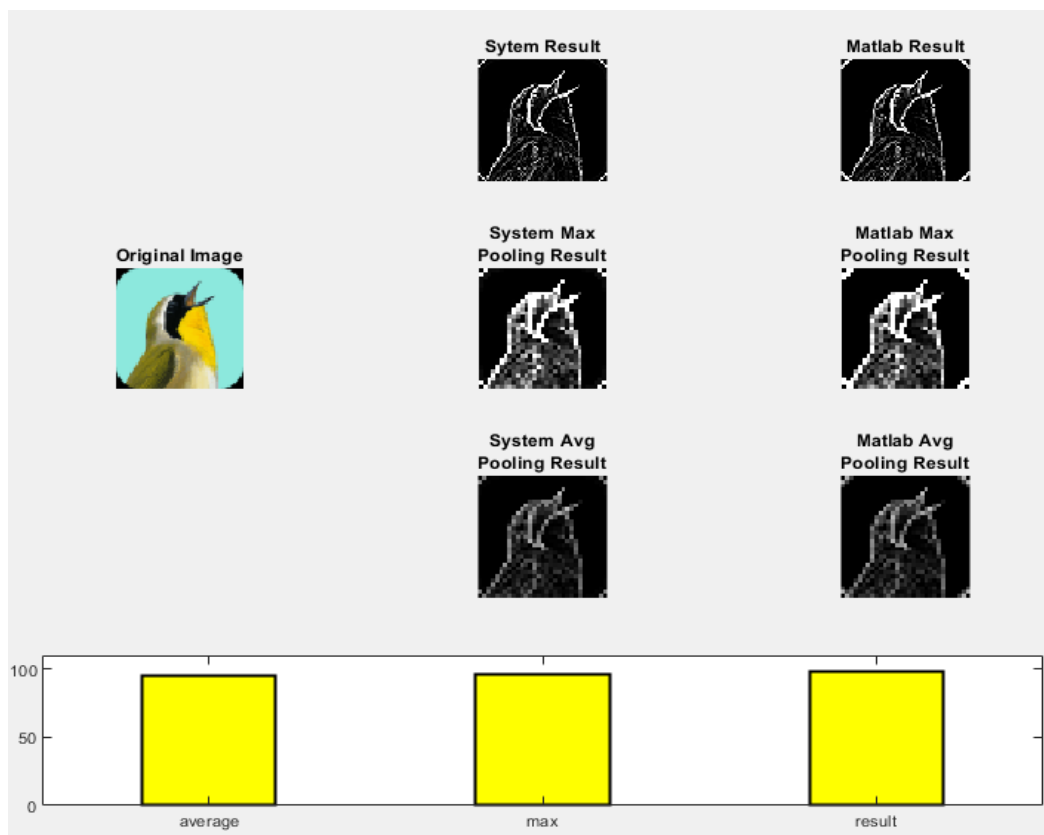 Sytem Result
Matlab Result
System Max
Pooling Result
Matlab Max
Pooling Result
Original Image
System Avg
Pooling Result
Matlab Avg
Pooling Result
100
50
0
average
max
result